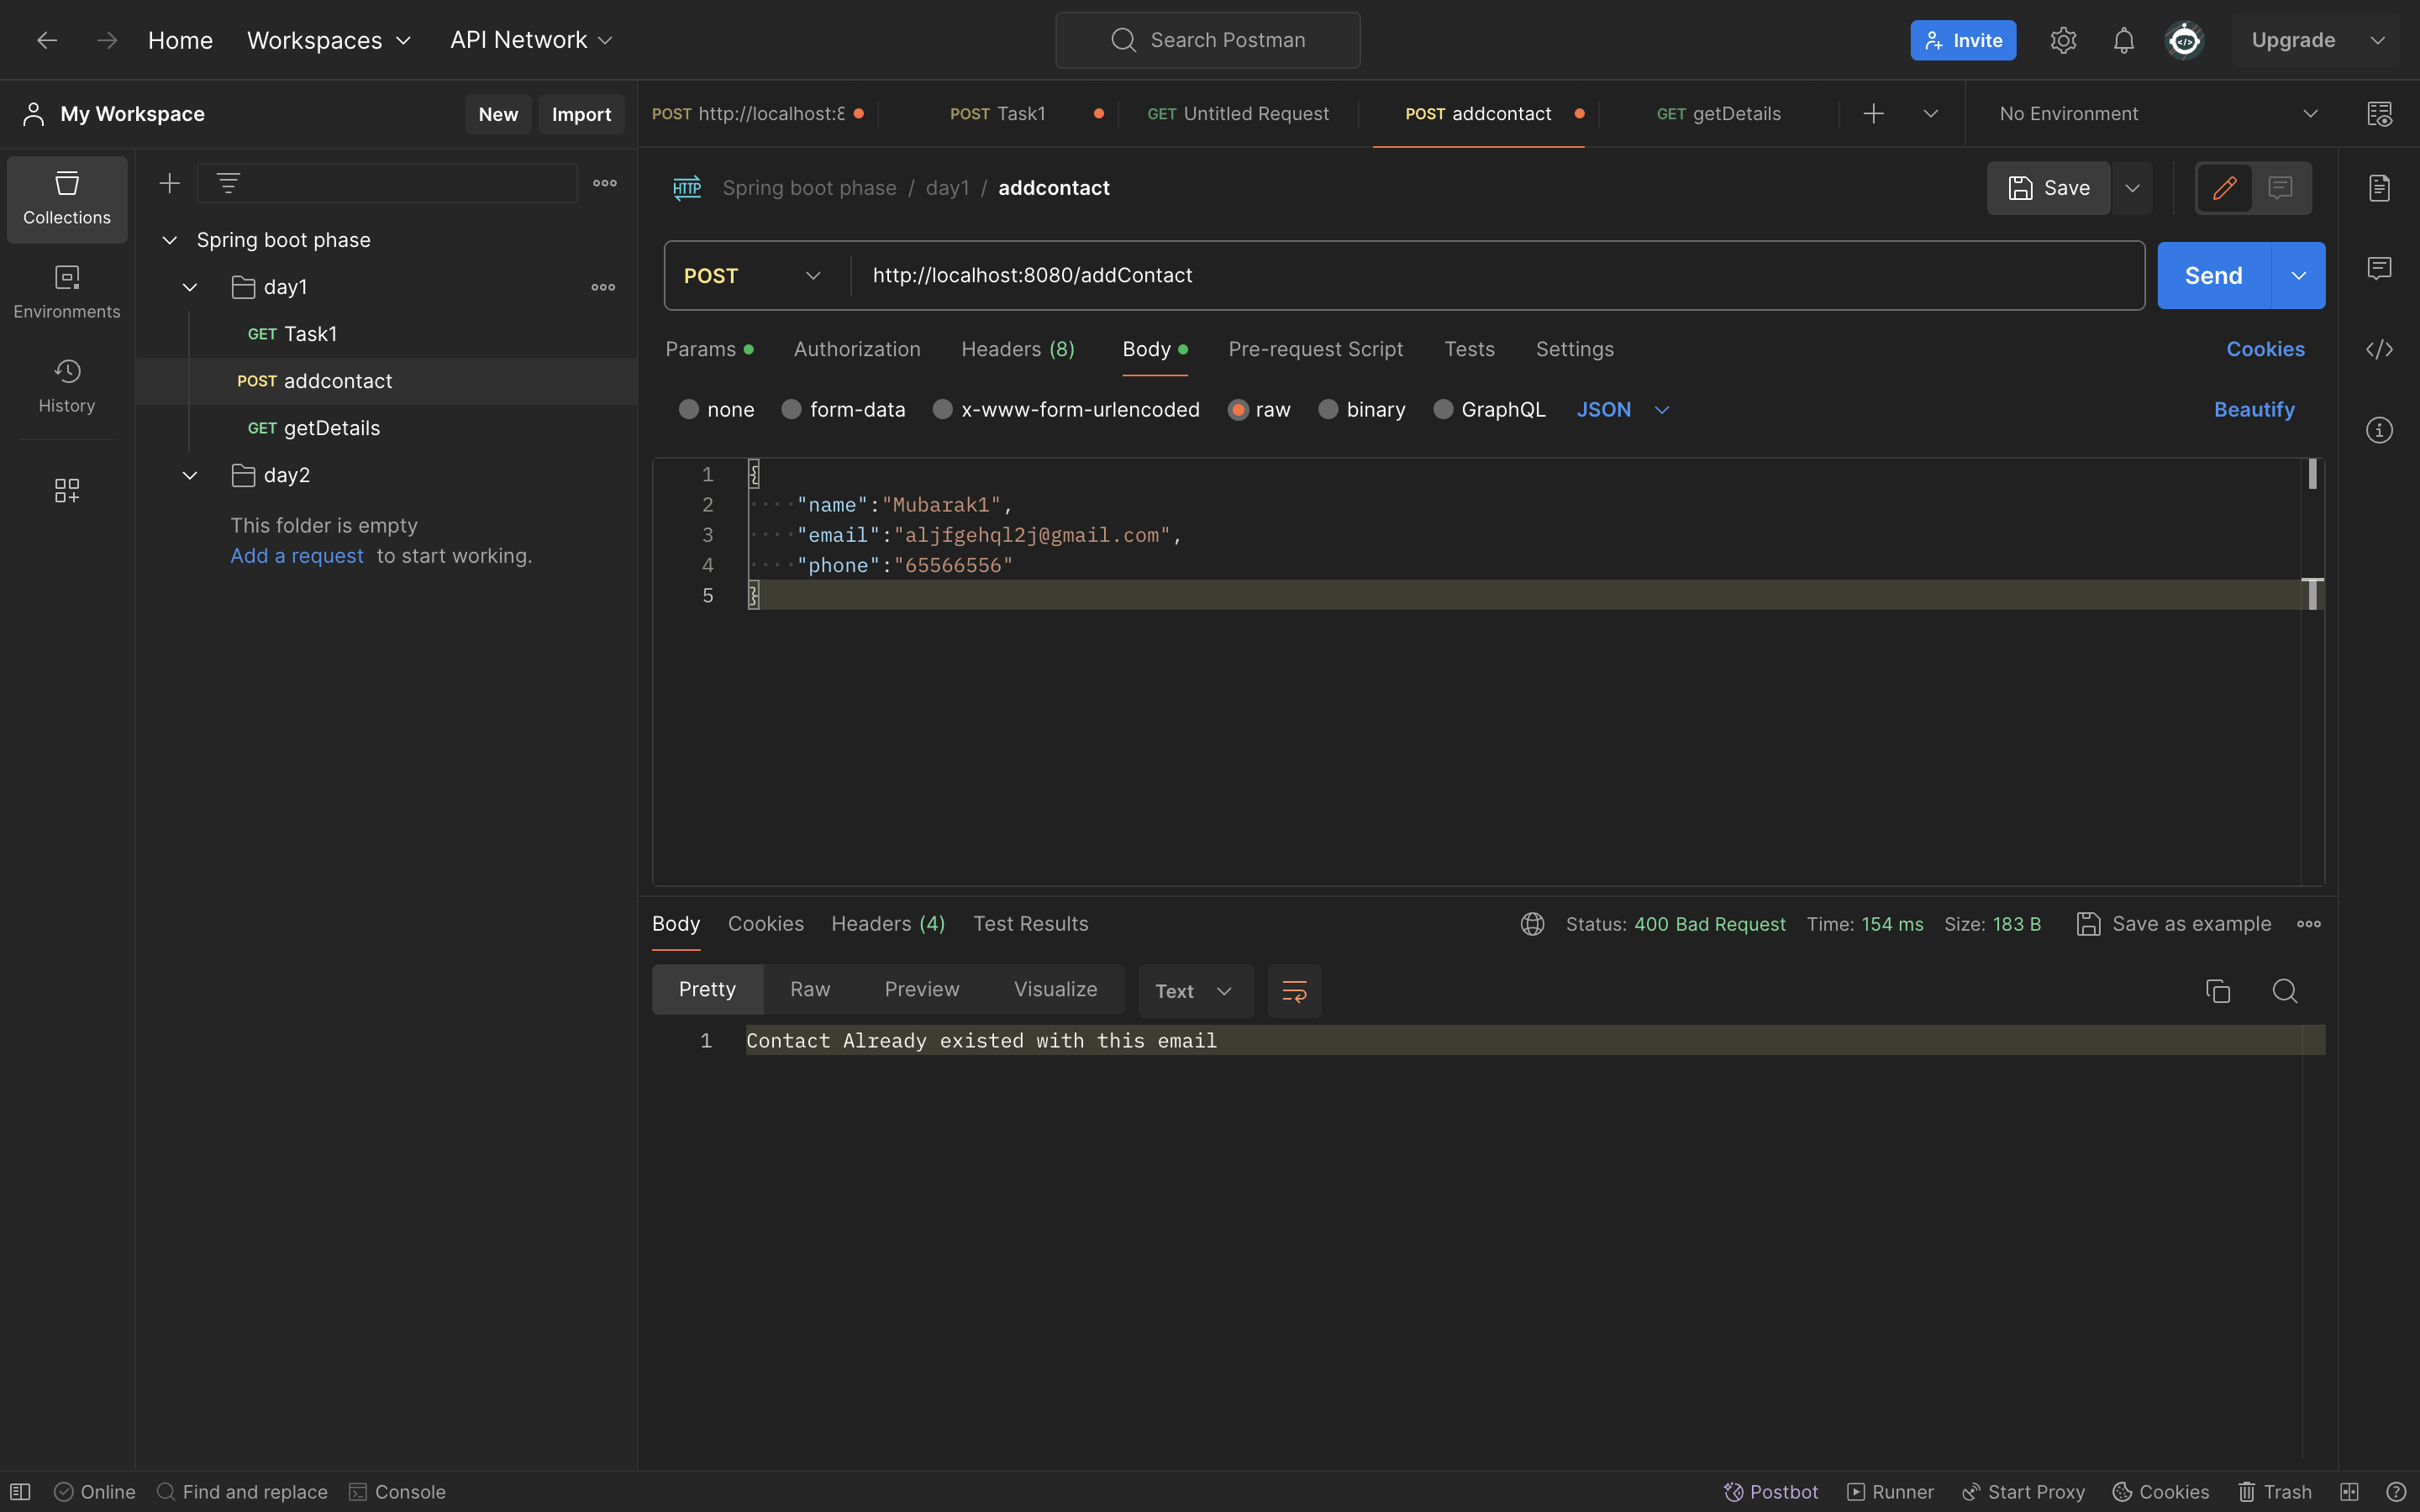 Home Workspaces API Network Search Postman Invite Upgrade
My Workspace New Import
POST http://localhost:8 POST Task1 GET Untitled Request POST addcontact GET getDetails No Environment
Collections
Environments
History
Spring boot phase
day1
GET Task1
POST addcontact
GET getDetails
day2
This folder is empty
Add a request to start working.
HTTP Spring boot phase / day1 / addcontact Save
POST http://localhost:8080/addContact Send
Params Authorization Headers (8) Body Pre-request Script Tests Settings Cookies
none form-data x-www-form-urlencoded raw binary GraphQL JSON Beautify
1 {
2 "name":"Mubarak1",
3 "email":"aljfgehql2j@gmail.com",
4 "phone":"65566556"
5 }
Body Cookies Headers (4) Test Results Status: 400 Bad Request Time: 154 ms Size: 183 B Save as example
Pretty Raw Preview Visualize Text
1 Contact Already existed with this email
Online Find and replace Console Postbot Runner Start Proxy Cookies Trash